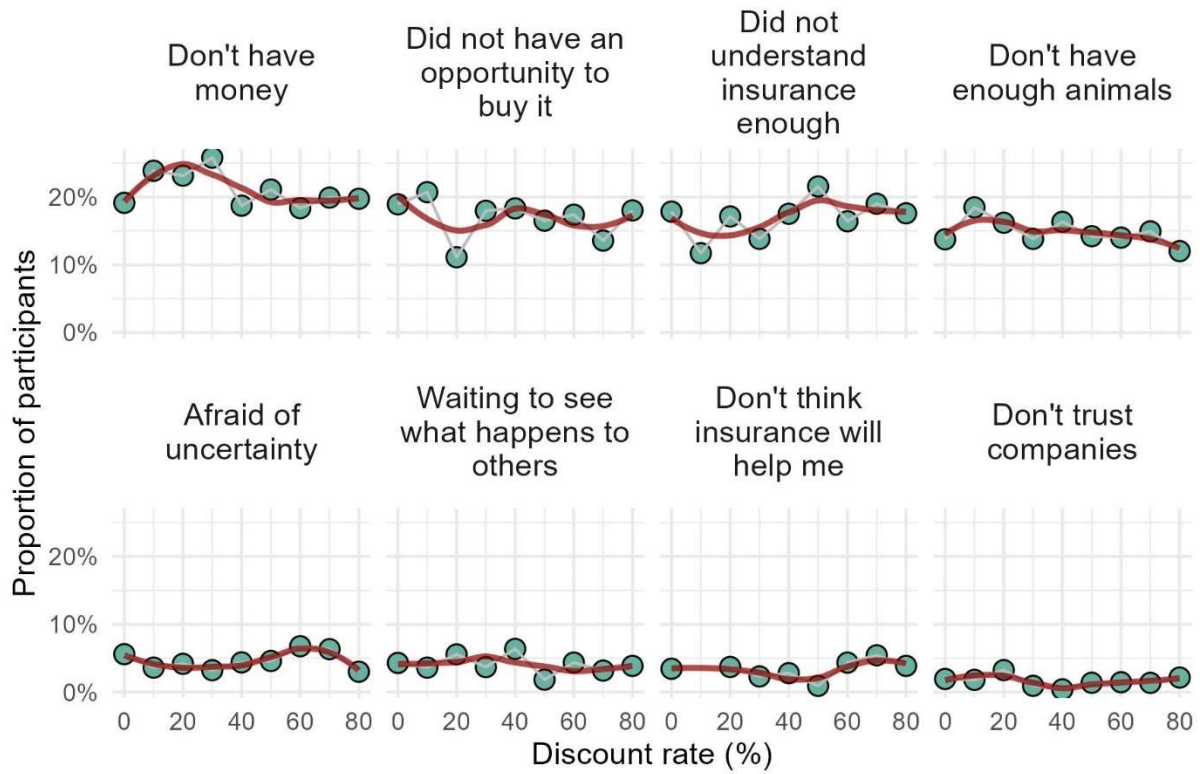 Don't have
money
Did not have an
opportunity to
buy it
Did not
understand
insurance
enough
Don't have
enough animals
20%
10%
0%
Afraid of
uncertainty
Waiting to see
what happens to
others
Don't think
insurance will
help me
Don't trust
companies
20%
10%
0%
0 20 40 60 80 0 20 40 60 80 0 20 40 60 80 0 20 40 60 80
Discount rate (%)
Proportion of participants